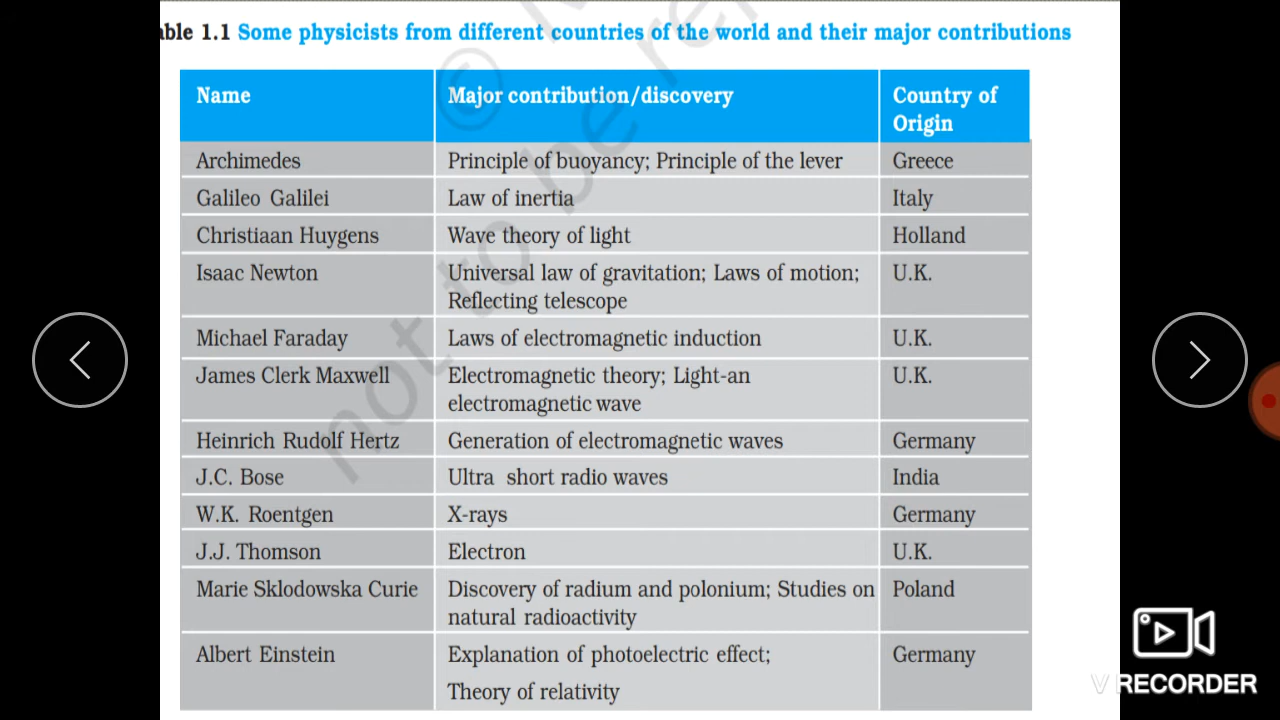 able 1.1 Some physicists from different countries of the world and their major contributions
Name Major contribution/discovery Country of
Origin
Archimedes Principle of buoyancy; Principle of the lever Greece
Galileo Galilei Law of inertia Italy
Christiaan Huygens Wave theory of light Holland
Isaac Newton Universal law of gravitation; Laws of motion; U.K.
Reflecting telescope
Michael Faraday Laws of electromagnetic induction U.K.
James Clerk Maxwell Electromagnetic theory; Light-an U.K.
electromagnetic wave
Heinrich Rudolf Hertz Generation of electromagnetic waves Germany
J.C. Bose Ultra short radio waves India
W.K. Roentgen X-rays Germany
J.J. Thomson Electron U.K.
Marie Sklodowska Curie Discovery of radium and polonium; Studies on Poland
natural radioactivity
Albert Einstein Explanation of photoelectric effect; Germany
Theory of relativity
not to be re
©
V RECORDER